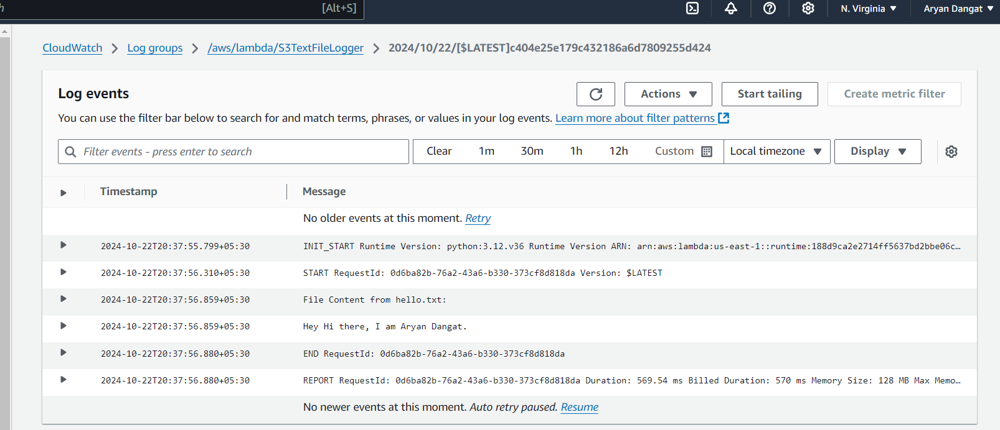 [Alt+S] N. Virginia Aryan Dangat
CloudWatch Log groups /aws/lambda/S3TextFileLogger 2024/10/22/[$LATEST]c404e25e179c432186a6d7809255d424
Log events Actions Start tailing Create metric filter
You can use the filter bar below to search for and match terms, phrases, or values in your log events. Learn more about filter patterns
Filter events - press enter to search Clear 1m 30m 1h 12h Custom Local timezone Display
Timestamp Message
No older events at this moment. Retry
2024-10-22T20:37:55.799+05:30 INIT_START Runtime Version: python:3.12.v36 Runtime Version ARN: arn:aws:lambda:us-east-1::runtime:188d9ca2e2714ff5637bd2bbe06c…
2024-10-22T20:37:56.310+05:30 START RequestId: 0d6ba82b-76a2-43a6-b330-373cf8d818da Version: $LATEST
2024-10-22T20:37:56.859+05:30 File Content from hello.txt:
2024-10-22T20:37:56.859+05:30 Hey Hi there, I am Aryan Dangat.
2024-10-22T20:37:56.880+05:30 END RequestId: 0d6ba82b-76a2-43a6-b330-373cf8d818da
2024-10-22T20:37:56.880+05:30 REPORT RequestId: 0d6ba82b-76a2-43a6-b330-373cf8d818da Duration: 569.54 ms Billed Duration: 570 ms Memory Size: 128 MB Max Memo…
No newer events at this moment. Auto retry paused. Resume